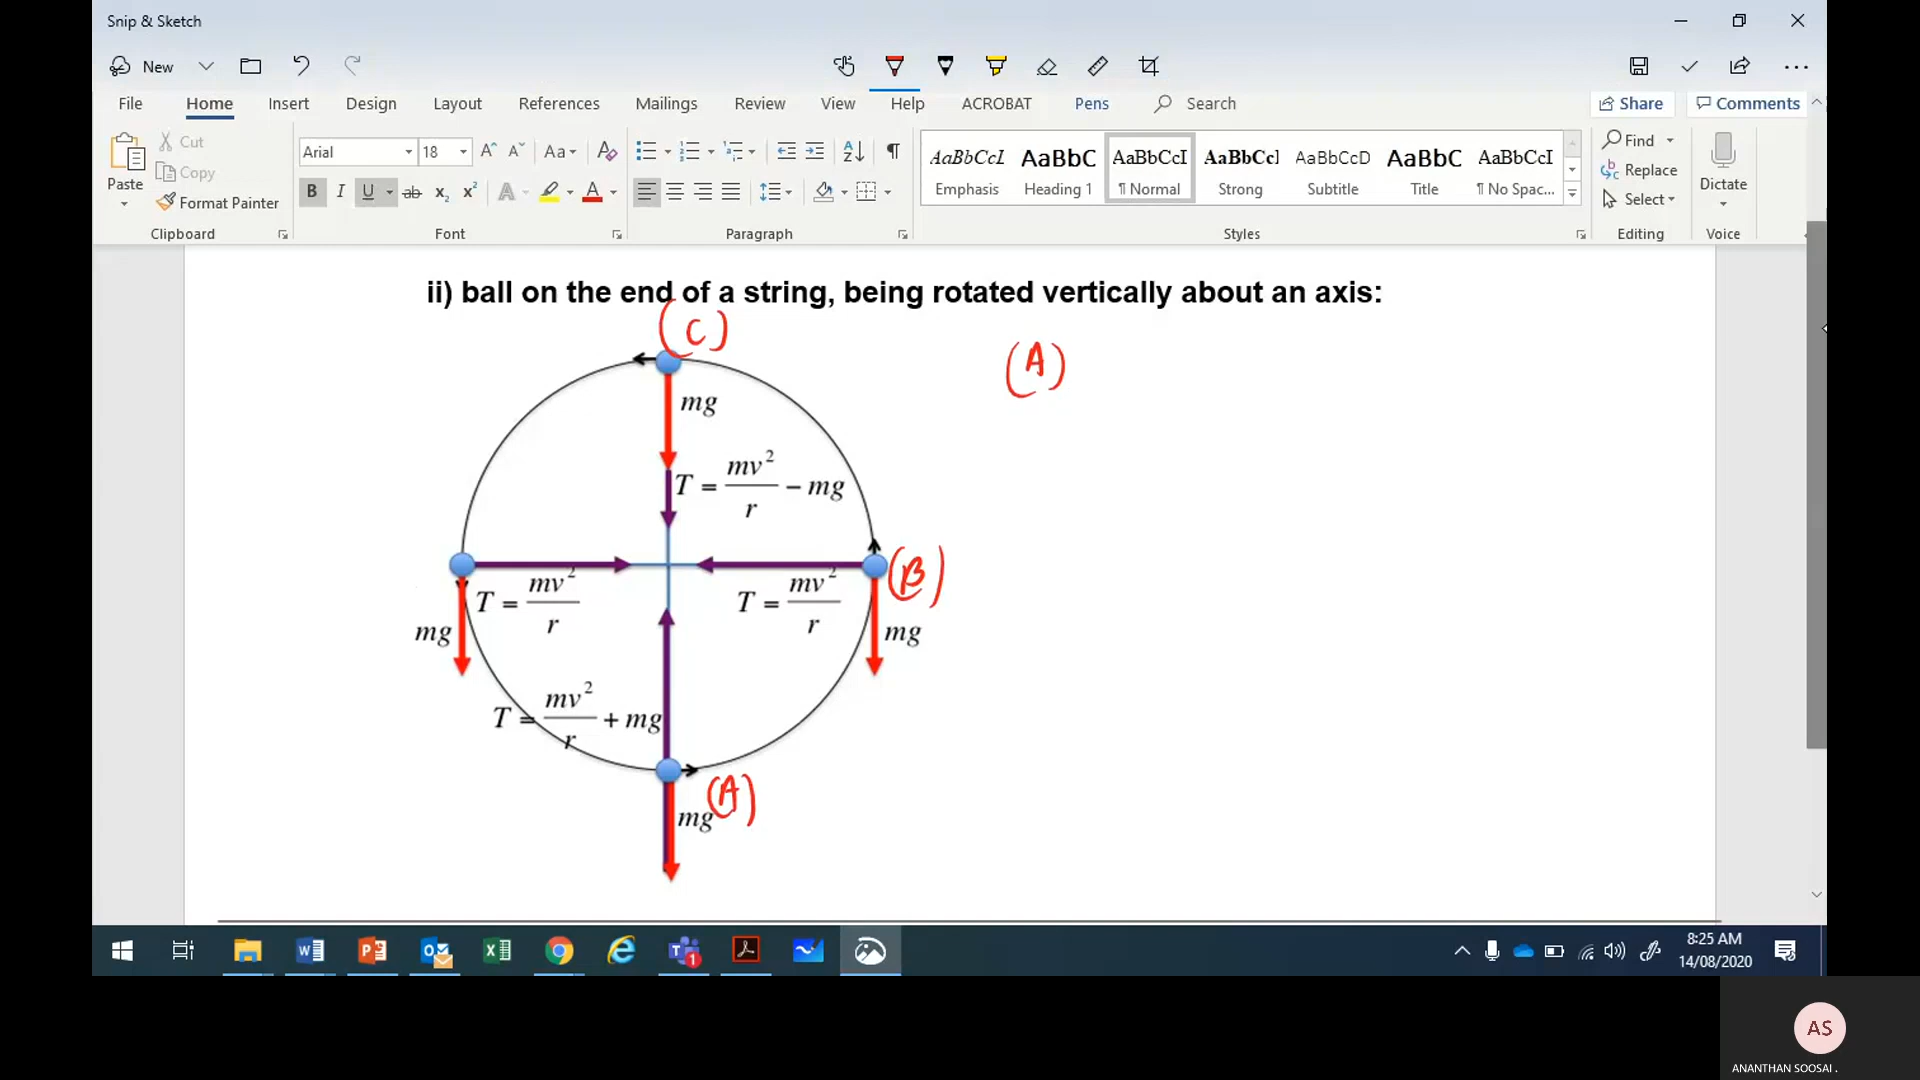 Snip & Sketch
New
File Home Insert Design Layout References Mailings Review View Help ACROBAT Pens Search Share Comments
Paste
Cut
Copy
Format Painter
Clipboard
Arial 18
Font
Paragraph
AaBbCcI AaBbC AaBbCcI AaBbCcI AaBbCcD AaBbC AaBbCcI
Emphasis Heading 1 ¶ Normal Strong Subtitle Title ¶ No Spac...
Styles
Find
Replace
Select
Editing
Dictate
Voice
ii) ball on the end of a string, being rotated vertically about an axis:
(C)
(A)
mg
T = mv²/r − mg
(B)
T = mv²/r
T = mv²/r
mg
mg
T = mv²/r + mg
(A)
mg
8:25 AM
14/08/2020
1
AS
ANANTHAN SOOSAI .